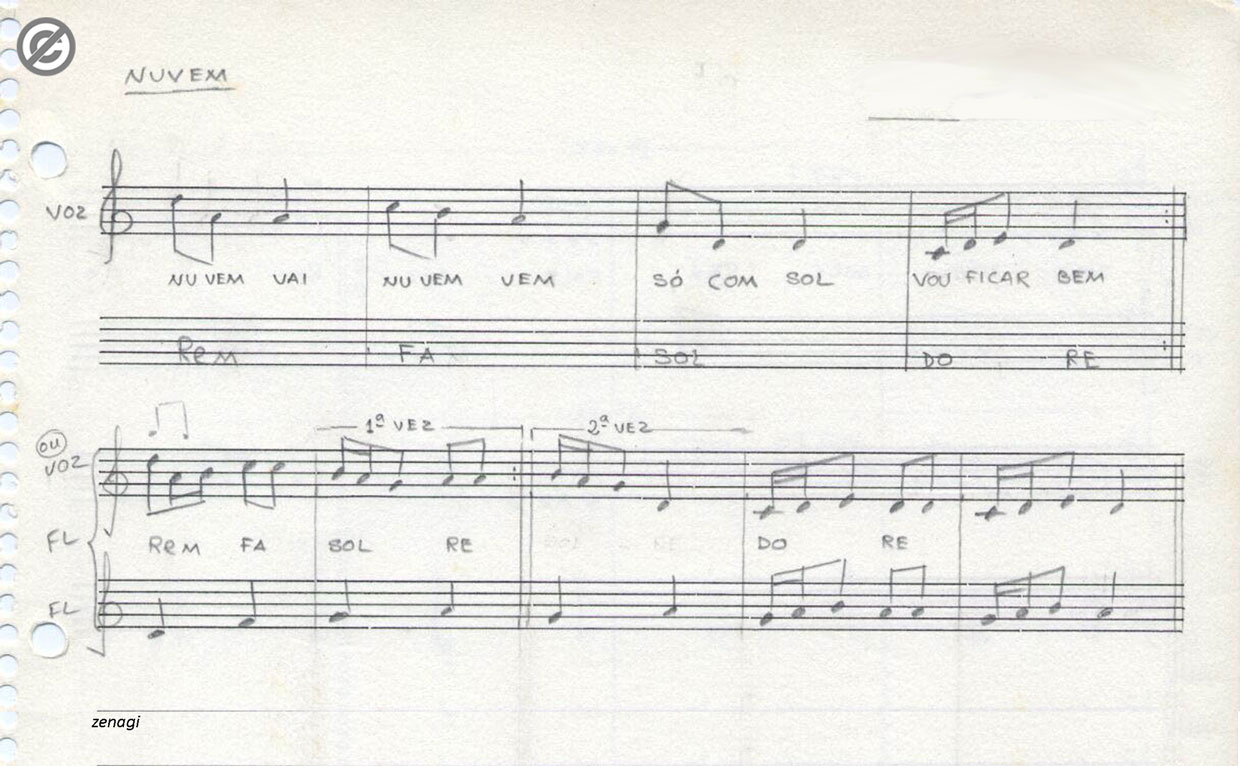 NUVEM
VOZ
NU VEM VAI NU VEM VEM SÓ COM SOL VOU FICAR BEM
Rem FA SOL DO RE
1ª VEZ 2ª VEZ
OU
VOZ
FL
Rem FA SOL RE DO RE
FL
zenagi